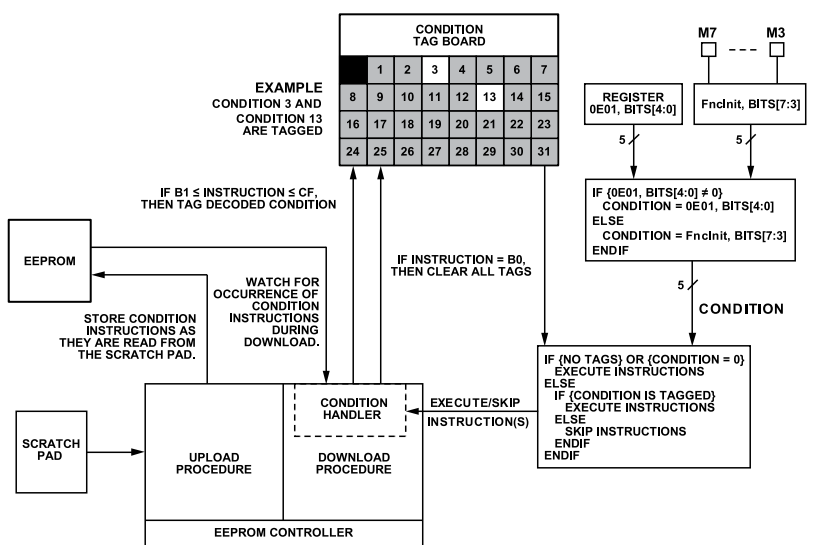 CONDITION
TAG BOARD
1 2 3 4 5 6 7
8 9 10 11 12 13 14 15
16 17 18 19 20 21 22 23
24 25 26 27 28 29 30 31
EXAMPLE
CONDITION 3 AND
CONDITION 13
ARE TAGGED
M7 M3
REGISTER
0E01, BITS[4:0]
FncInit, BITS[7:3]
5
5
IF {0E01, BITS[4:0] ≠ 0}
CONDITION = 0E01, BITS[4:0]
ELSE
CONDITION = FncInit, BITS[7:3]
ENDIF
5
CONDITION
IF B1 ≤ INSTRUCTION ≤ CF,
THEN TAG DECODED CONDITION
IF INSTRUCTION = B0,
THEN CLEAR ALL TAGS
EEPROM
WATCH FOR
OCCURRENCE OF
CONDITION
INSTRUCTIONS
DURING
DOWNLOAD.
STORE CONDITION
INSTRUCTIONS AS
THEY ARE READ FROM
THE SCRATCH PAD.
IF {NO TAGS} OR {CONDITION = 0}
EXECUTE INSTRUCTIONS
ELSE
IF {CONDITION IS TAGGED}
EXECUTE INSTRUCTIONS
ELSE
SKIP INSTRUCTIONS
ENDIF
ENDIF
EXECUTE/SKIP
INSTRUCTION(S)
CONDITION
HANDLER
SCRATCH
PAD
UPLOAD
PROCEDURE
DOWNLOAD
PROCEDURE
EEPROM CONTROLLER